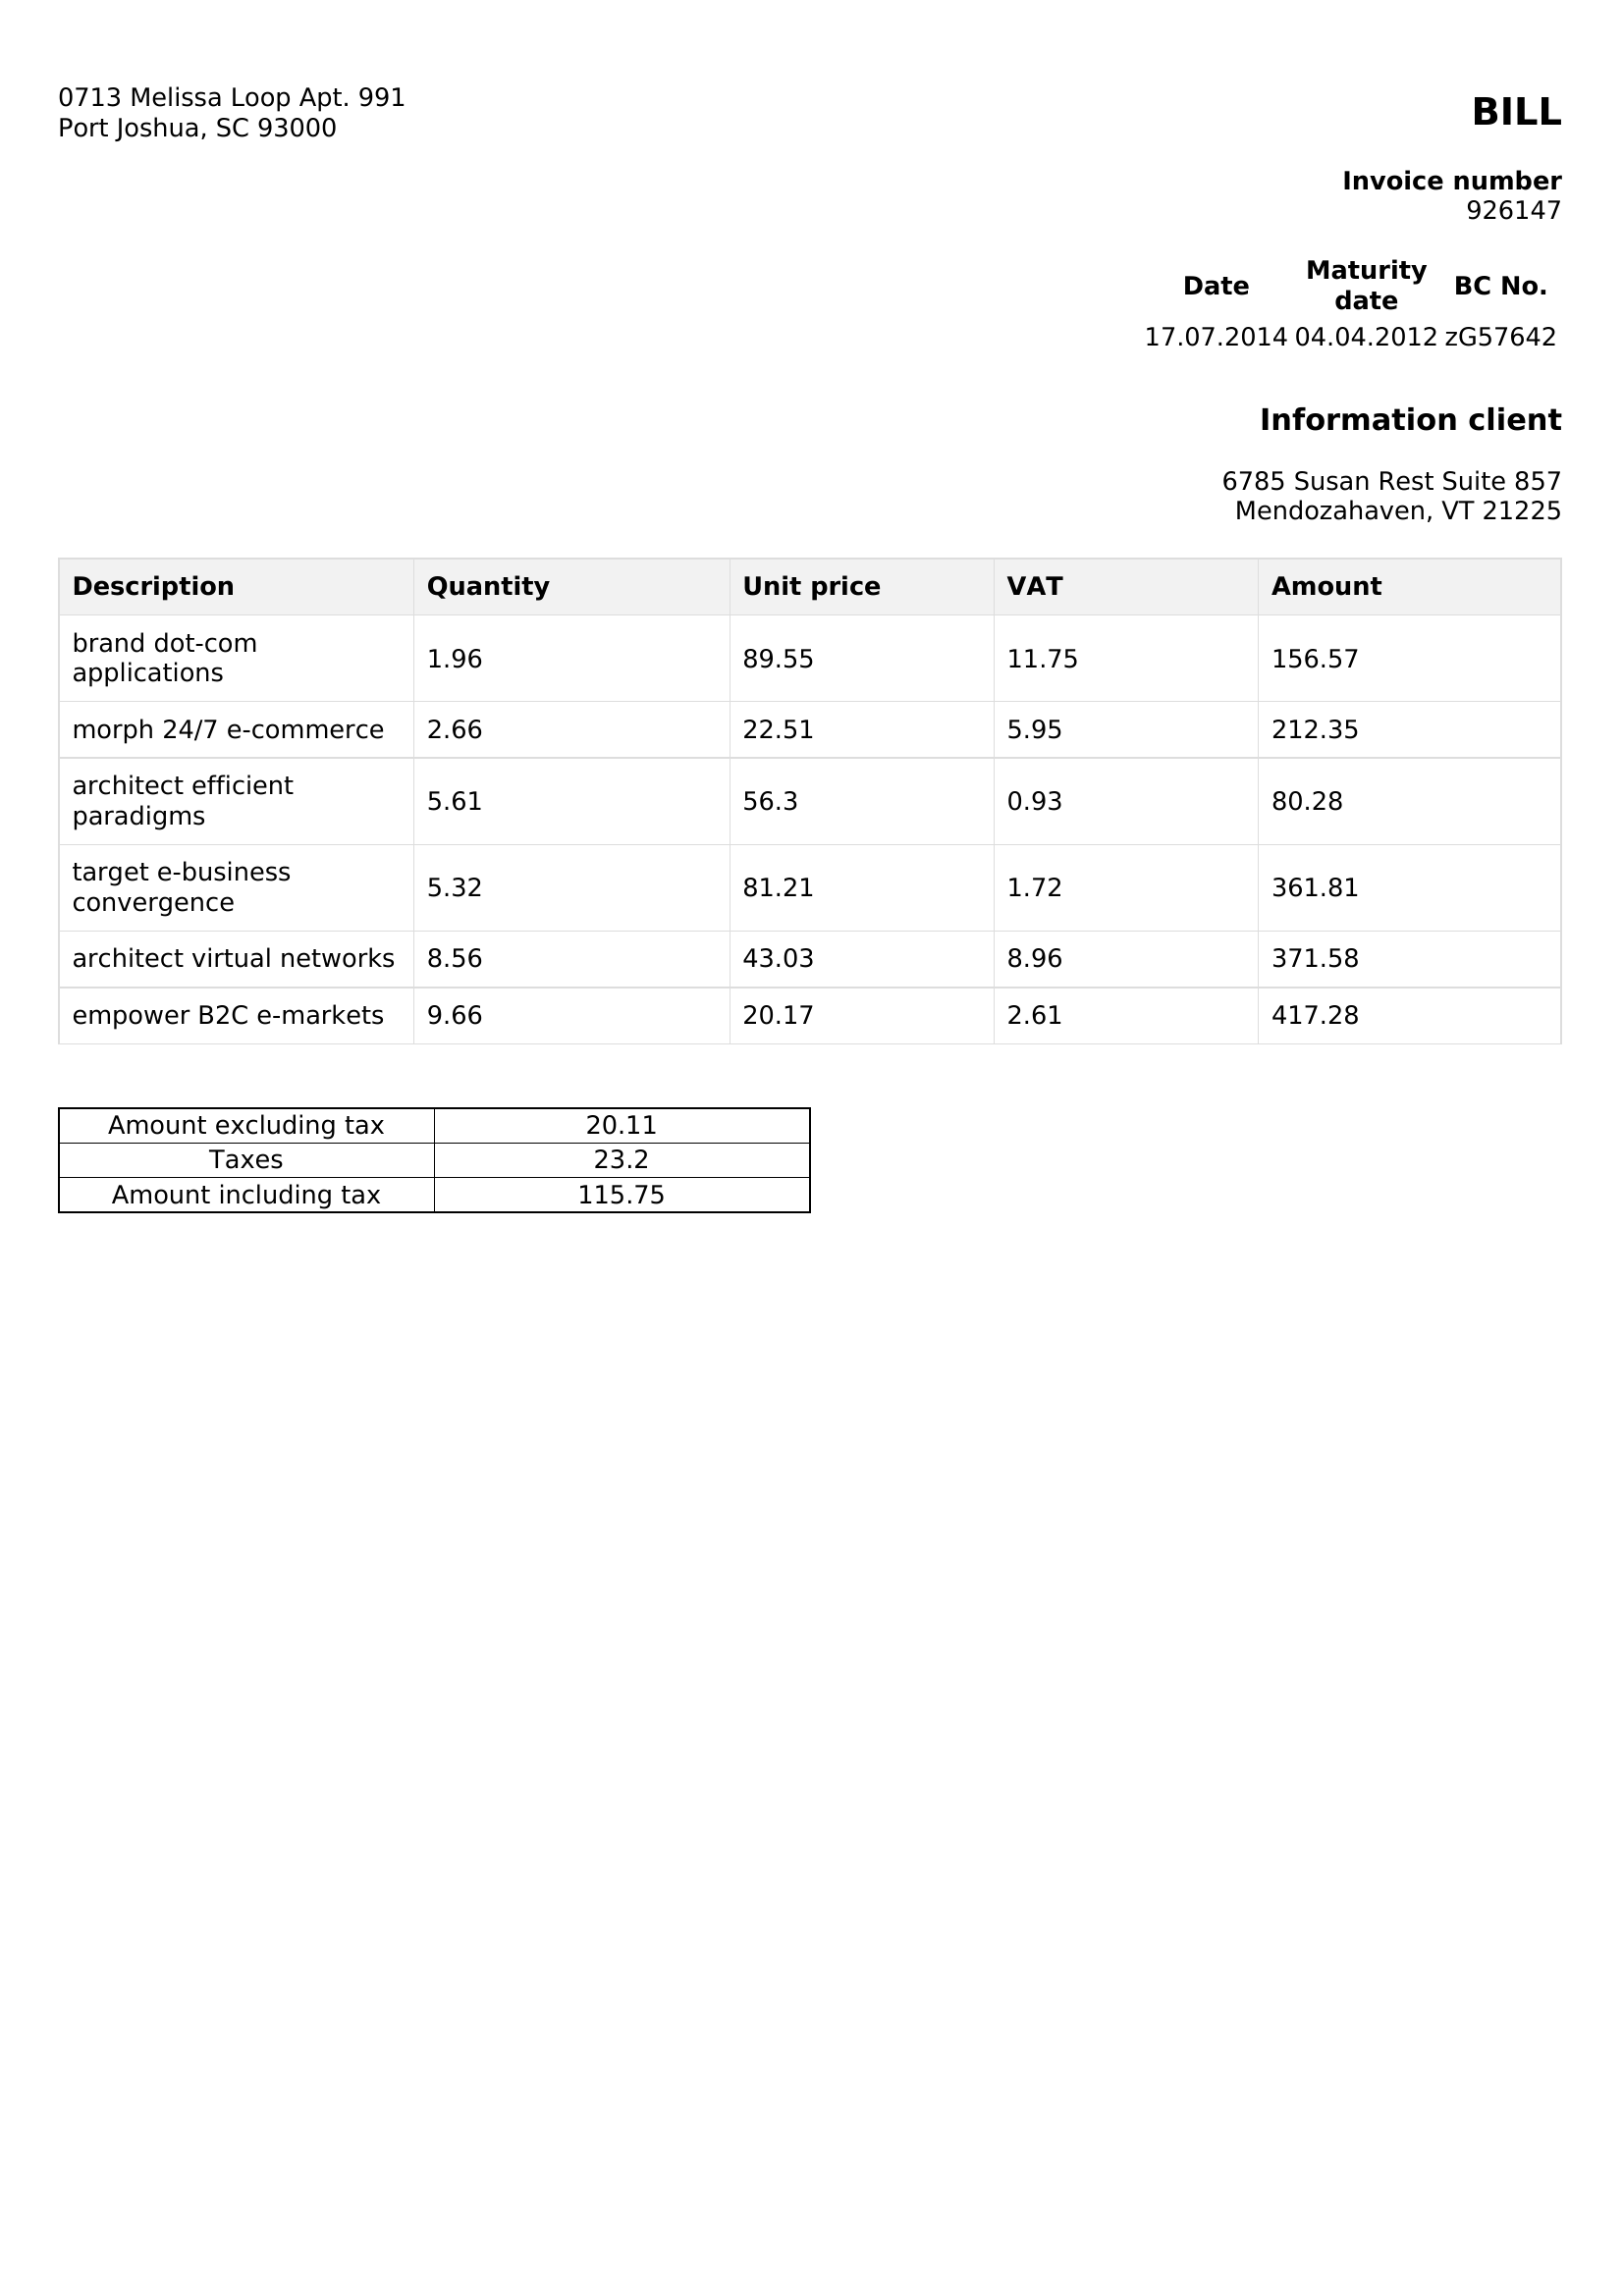 0713 Melissa Loop Apt. 991
Port Joshua, SC 93000
BILL
Invoice number
926147
Date Maturity date BC No.
17.07.2014 04.04.2012 zG57642
Information client
6785 Susan Rest Suite 857
Mendozahaven, VT 21225
Description Quantity Unit price VAT Amount
brand dot-com
applications 1.96 89.55 11.75 156.57
morph 24/7 e-commerce 2.66 22.51 5.95 212.35
architect efficient
paradigms 5.61 56.3 0.93 80.28
target e-business
convergence 5.32 81.21 1.72 361.81
architect virtual networks 8.56 43.03 8.96 371.58
empower B2C e-markets 9.66 20.17 2.61 417.28
Amount excluding tax 20.11
Taxes 23.2
Amount including tax 115.75